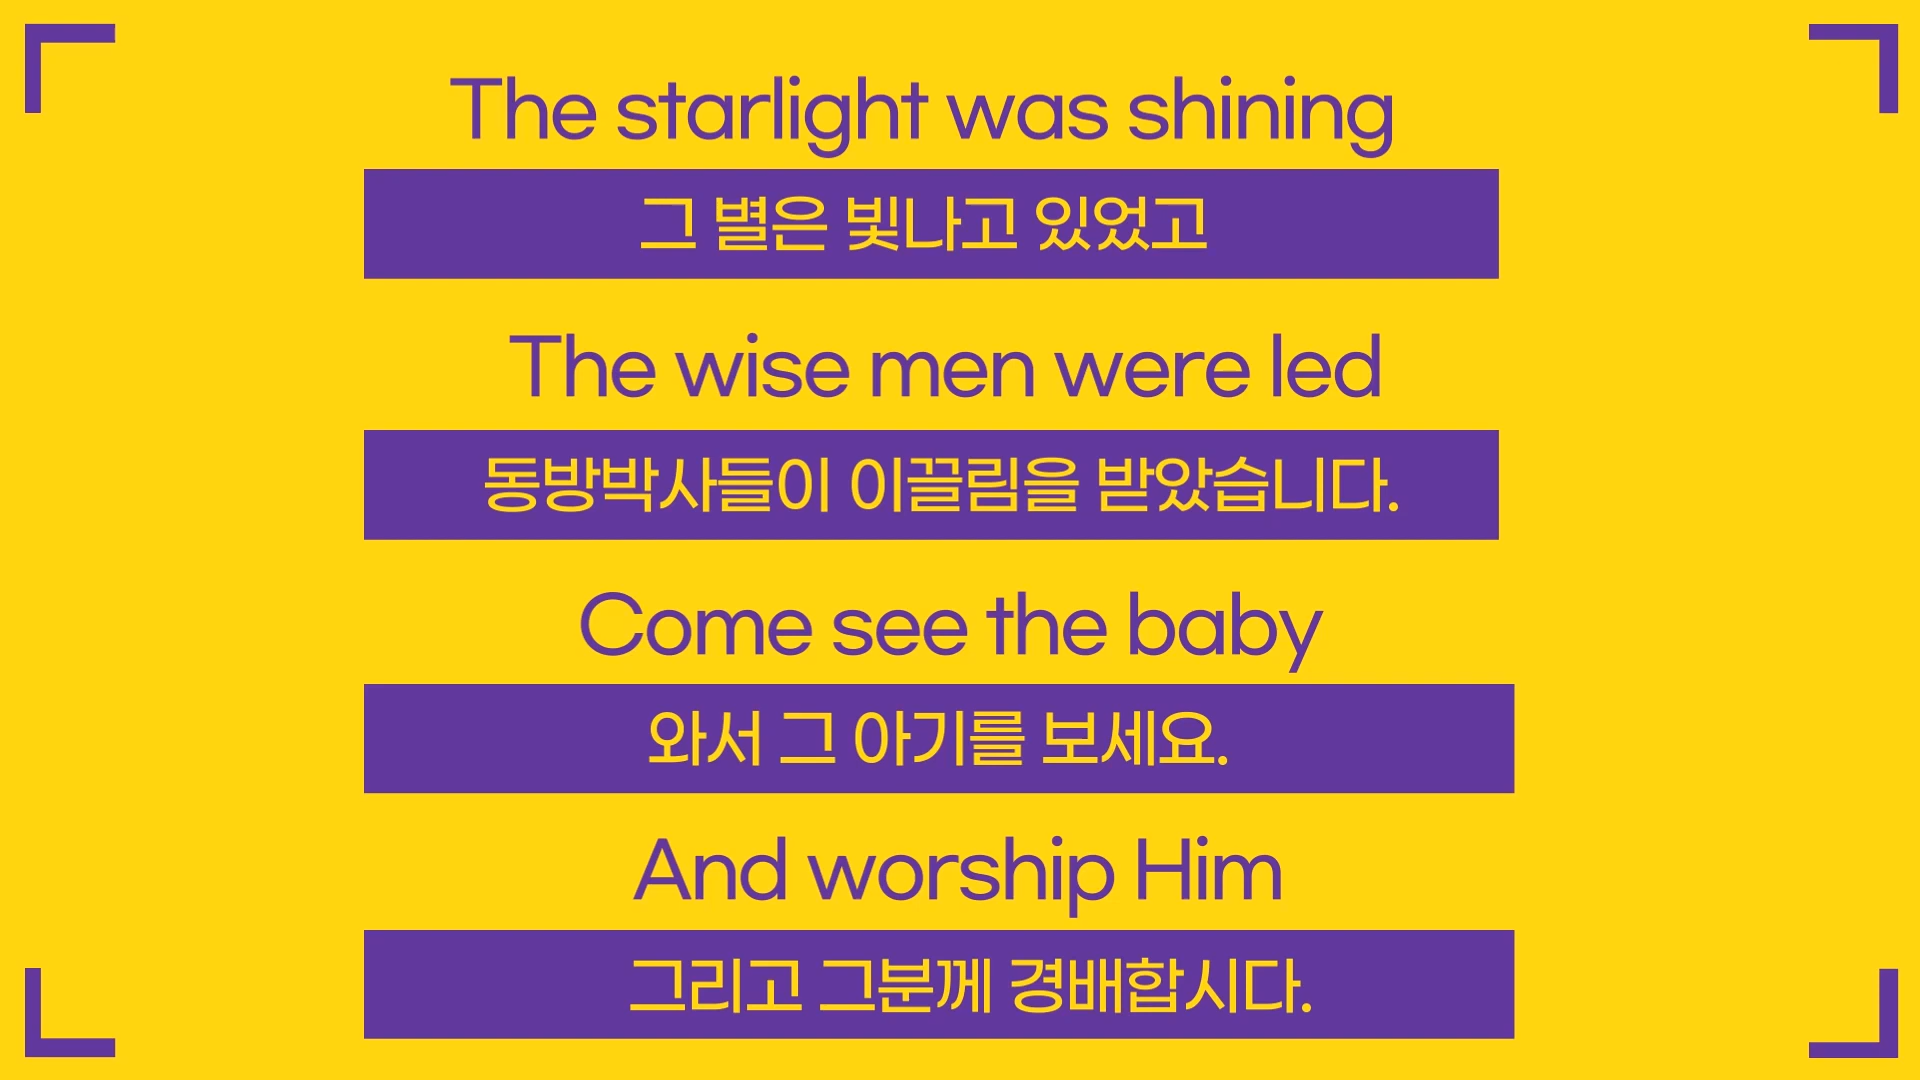 The starlight was shining
그 별은 빛나고 있었고
The wise men were led
동방박사들이 이끌림을 받았습니다.
Come see the baby
와서 그 아기를 보세요.
And worship Him
그리고 그분께 경배합시다.